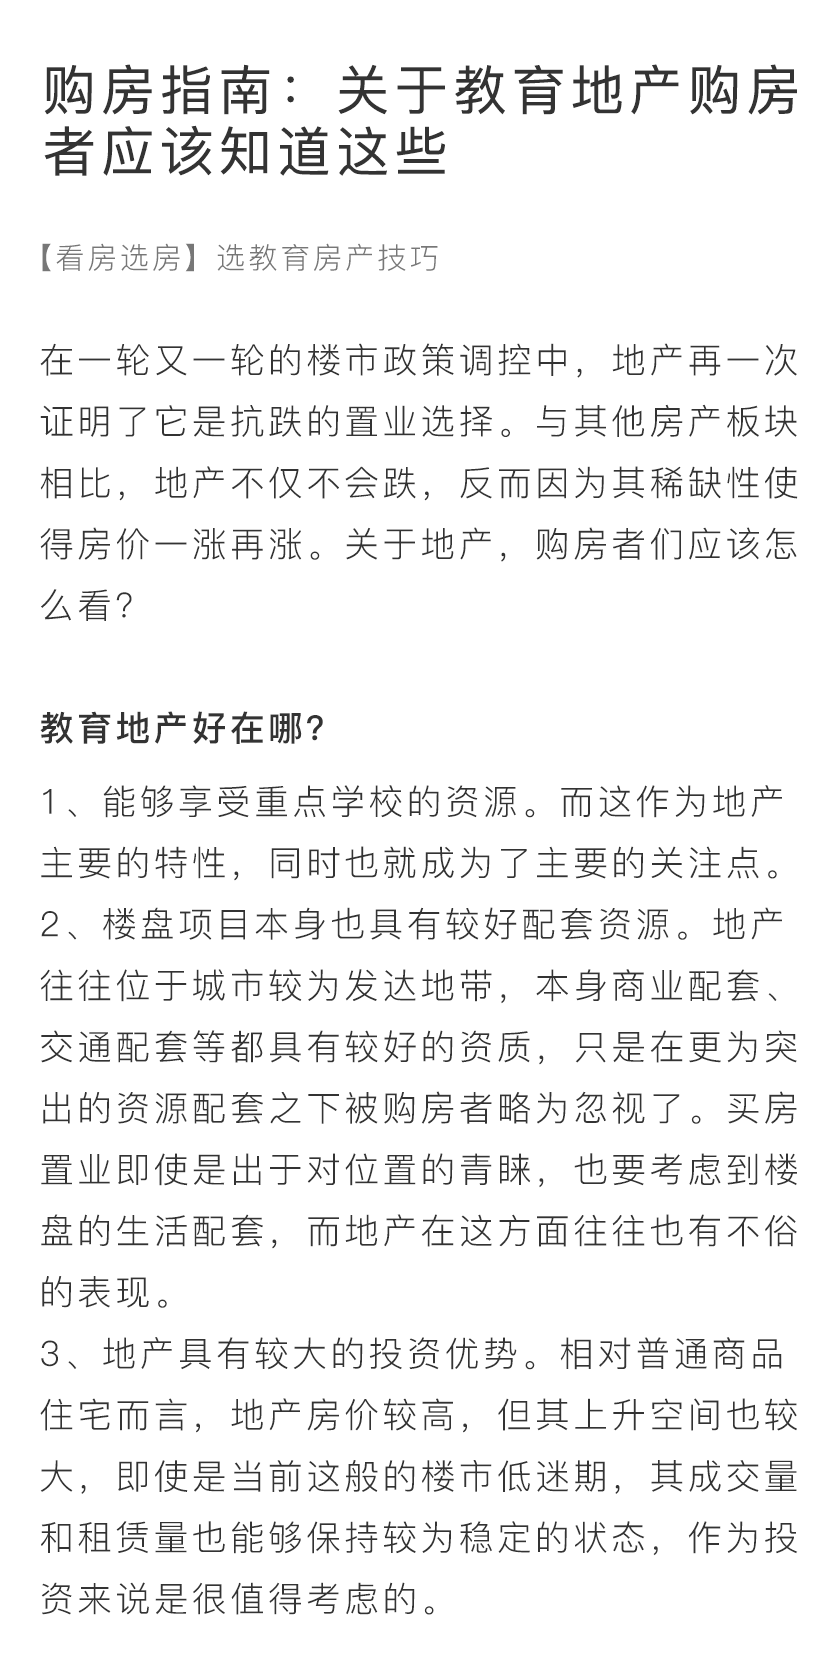 购房指南：关于教育地产购房
者应该知道这些
【看房选房】选教育房产技巧
在一轮又一轮的楼市政策调控中，地产再一次
证明了它是抗跌的置业选择。与其他房产板块
相比，地产不仅不会跌，反而因为其稀缺性使
得房价一涨再涨。关于地产，购房者们应该怎
么看？
教育地产好在哪？
1、能够享受重点学校的资源。而这作为地产
主要的特性，同时也就成为了主要的关注点。
2、楼盘项目本身也具有较好配套资源。地产
往往位于城市较为发达地带，本身商业配套、
交通配套等都具有较好的资质，只是在更为突
出的资源配套之下被购房者略为忽视了。买房
置业即使是出于对位置的青睐，也要考虑到楼
盘的生活配套，而地产在这方面往往也有不俗
的表现。
3、地产具有较大的投资优势。相对普通商品
住宅而言，地产房价较高，但其上升空间也较
大，即使是当前这般的楼市低迷期，其成交量
和租赁量也能够保持较为稳定的状态，作为投
资来说是很值得考虑的。